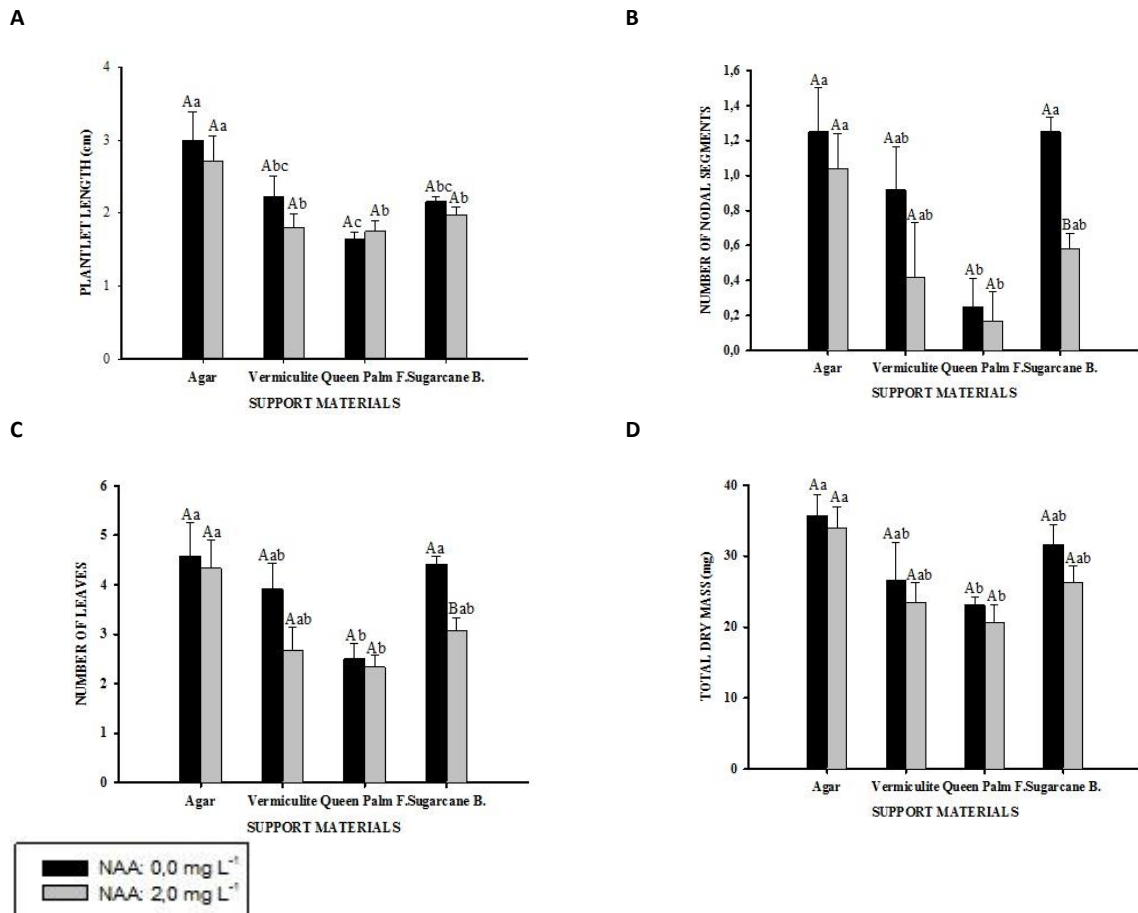 A
PLANTLET LENGTH (cm)
4
3
2
1
0
Aa
Aa
Abc
Ab
Ac
Ab
Abc
Ab
Agar Vermiculite Queen Palm F. Sugarcane B.
SUPPORT MATERIALS
B
NUMBER OF NODAL SEGMENTS
1,6
1,4
1,2
1,0
0,8
0,6
0,4
0,2
0,0
Aa
Aa
Aab
Aab
Ab
Ab
Aa
Bab
Agar Vermiculite Queen Palm F. Sugarcane B.
SUPPORT MATERIALS
C
NUMBER OF LEAVES
6
5
4
3
2
1
0
Aa
Aa
Aab
Aab
Ab
Ab
Aa
Bab
Agar Vermiculite Queen Palm F. Sugarcane B.
SUPPORT MATERIALS
D
TOTAL DRY MASS (mg)
40
30
20
10
0
Aa
Aa
Aab
Aab
Ab
Ab
Aab
Aab
Agar Vermiculite Queen Palm F. Sugarcane B.
SUPPORT MATERIALS
NAA: 0,0 mg L⁻¹
NAA: 2,0 mg L⁻¹